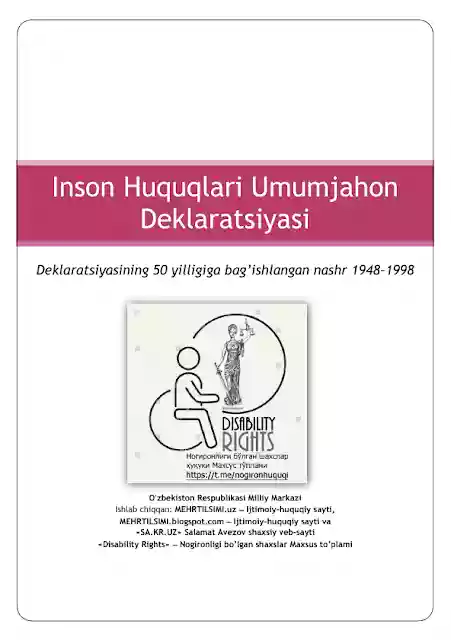 Inson Huquqlari Umumjahon
Deklaratsiyasi
Deklaratsiyasining 50 yilligiga bag’ishlangan nashr 1948–1998
DISABILITY
RIGHTS
Ногиронлиги бўлган шахслар
ҳуқуқи Махсус тўплами
https://t.me/nogironhuquqi
O'zbekiston Respublikasi Milliy Markazi
Ishlab chiqqan: MEHRTILSIMI.uz — Ijtimoiy-huquqiy sayti,
MEHRTILSIMI.blogspot.com — Ijtimoiy-huquqiy sayti va
«SA.KR.UZ» Salamat Avezov shaxsiy veb-sayti
«Disability Rights» — Nogironligi bo’lgan shaxslar Maxsus to’plami